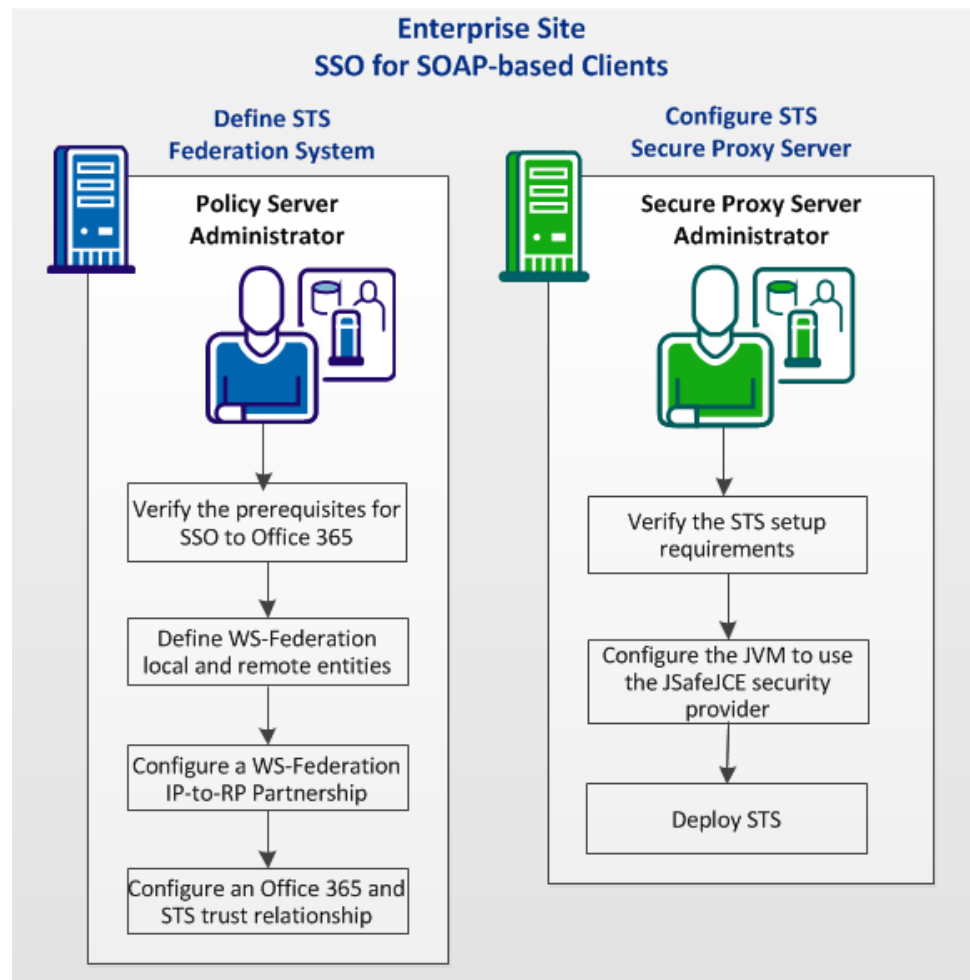 Enterprise Site
SSO for SOAP-based Clients
Define STS
Federation System
Policy Server
Administrator
Verify the prerequisites for
SSO to Office 365
Define WS-Federation
local and remote entities
Configure a WS-Federation
IP-to-RP Partnership
Configure an Office 365 and
STS trust relationship
Configure STS
Secure Proxy Server
Secure Proxy Server
Administrator
Verify the STS setup
requirements
Configure the JVM to use
the JSafeJCE security
provider
Deploy STS